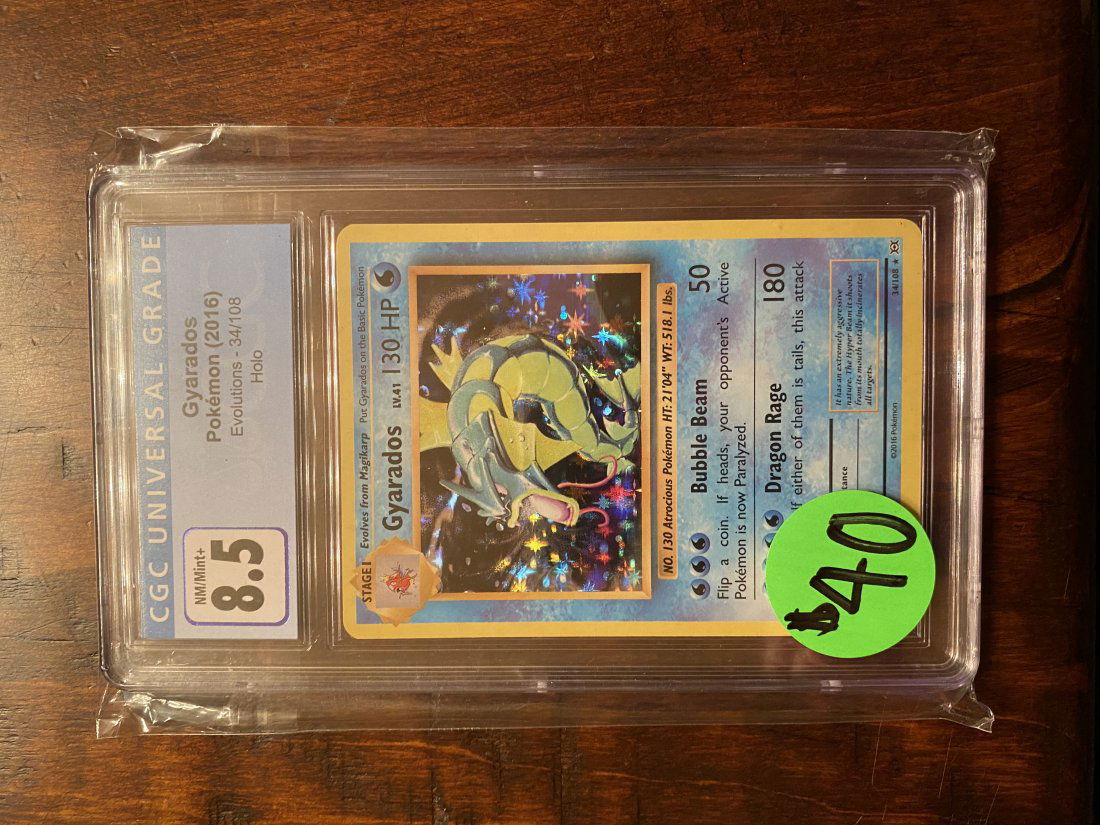 CGC UNIVERSAL GRADE
Gyarados
Pokémon (2016)
Evolutions - 34/108
Holo
NM/Mint+
8.5
STAGE 1 Evolves from Magikarp Put Gyarados on the Basic Pokémon
Gyarados LV.41 130 HP
NO. 130 Atrocious Pokémon HT: 21'04" WT: 518.1 lbs.
Bubble Beam 50
Flip a coin. If heads, your opponent's Active
Pokémon is now Paralyzed.
Dragon Rage 180
If either of them is tails, this attack
tance
It has an extremely aggressive
nature. The Hyper Beam it shoots
from its mouth totally incinerates
all targets.
©2016 Pokémon
34/108
$40